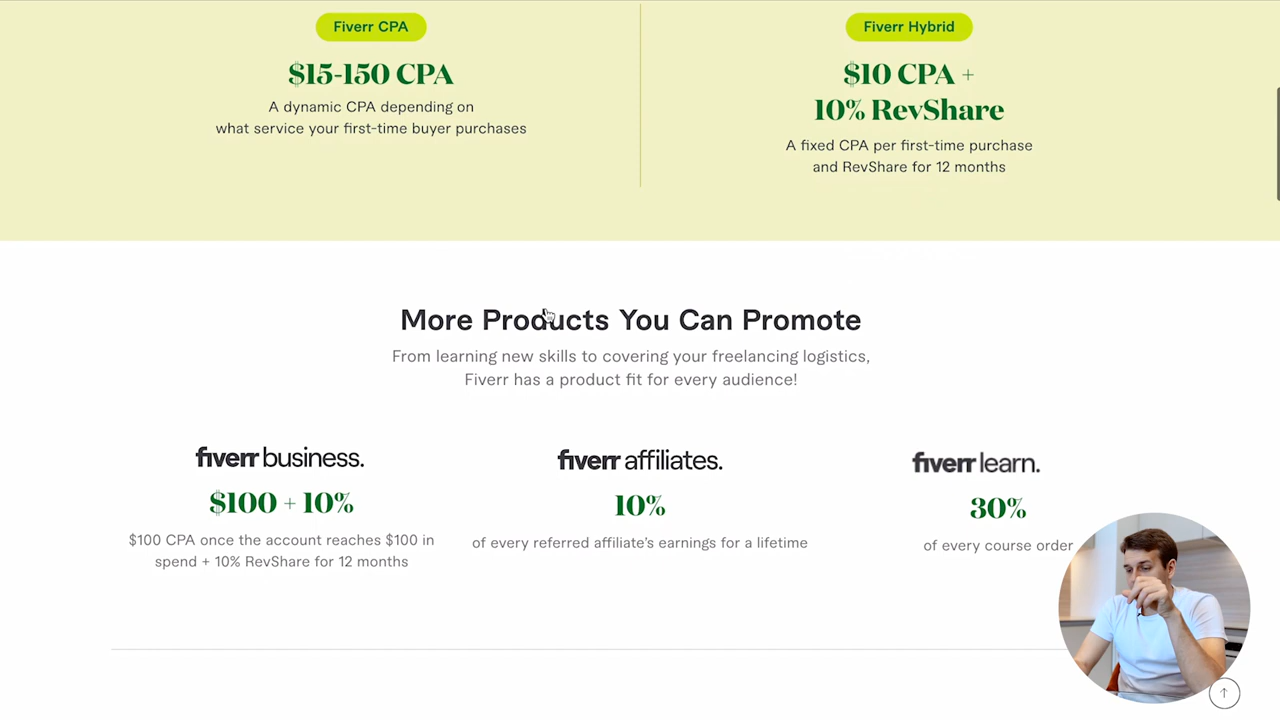 Fiverr CPA
$15-150 CPA
A dynamic CPA depending on
what service your first-time buyer purchases
Fiverr Hybrid
$10 CPA +
10% RevShare
A fixed CPA per first-time purchase
and RevShare for 12 months
More Products You Can Promote
From learning new skills to covering your freelancing logistics,
Fiverr has a product fit for every audience!
fiverr business.
$100 + 10%
$100 CPA once the account reaches $100 in
spend + 10% RevShare for 12 months
fiverr affiliates.
10%
of every referred affiliate's earnings for a lifetime
fiverr learn.
30%
of every course order